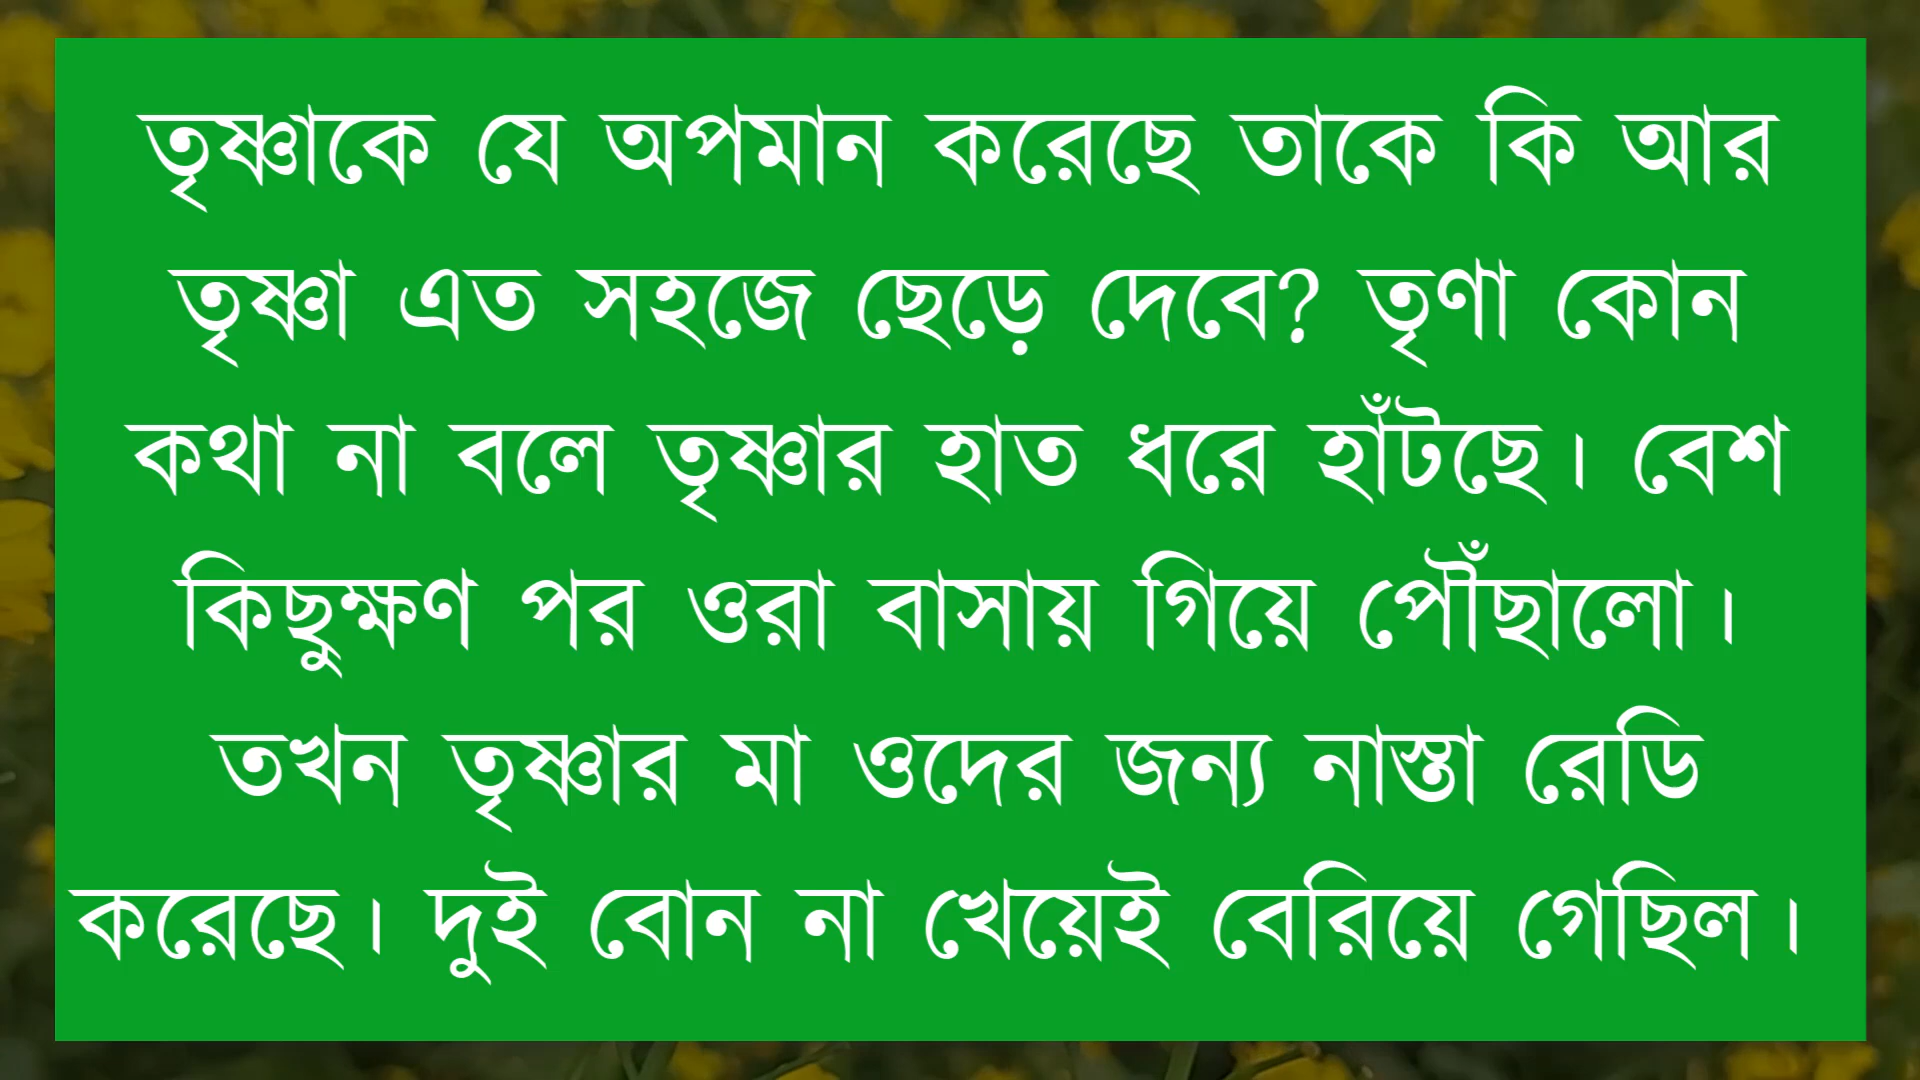 তৃষ্ণাকে যে অপমান করেছে তাকে কি আর
তৃষ্ণা এত সহজে ছেড়ে দেবে? তৃণা কোন
কথা না বলে তৃষ্ণার হাত ধরে হাঁটছে। বেশ
কিছুক্ষণ পর ওরা বাসায় গিয়ে পৌঁছালো।
তখন তৃষ্ণার মা ওদের জন্য নাস্তা রেডি
করেছে। দুই বোন না খেয়েই বেরিয়ে গেছিল।